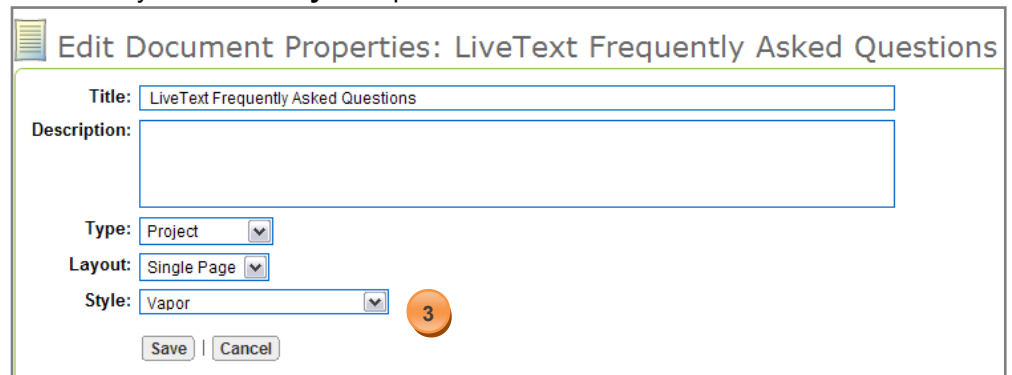 Edit Document Properties: LiveText Frequently Asked Questions
Title: LiveText Frequently Asked Questions
Description:
Type: Project
Layout: Single Page
Style: Vapor
3
Save | Cancel